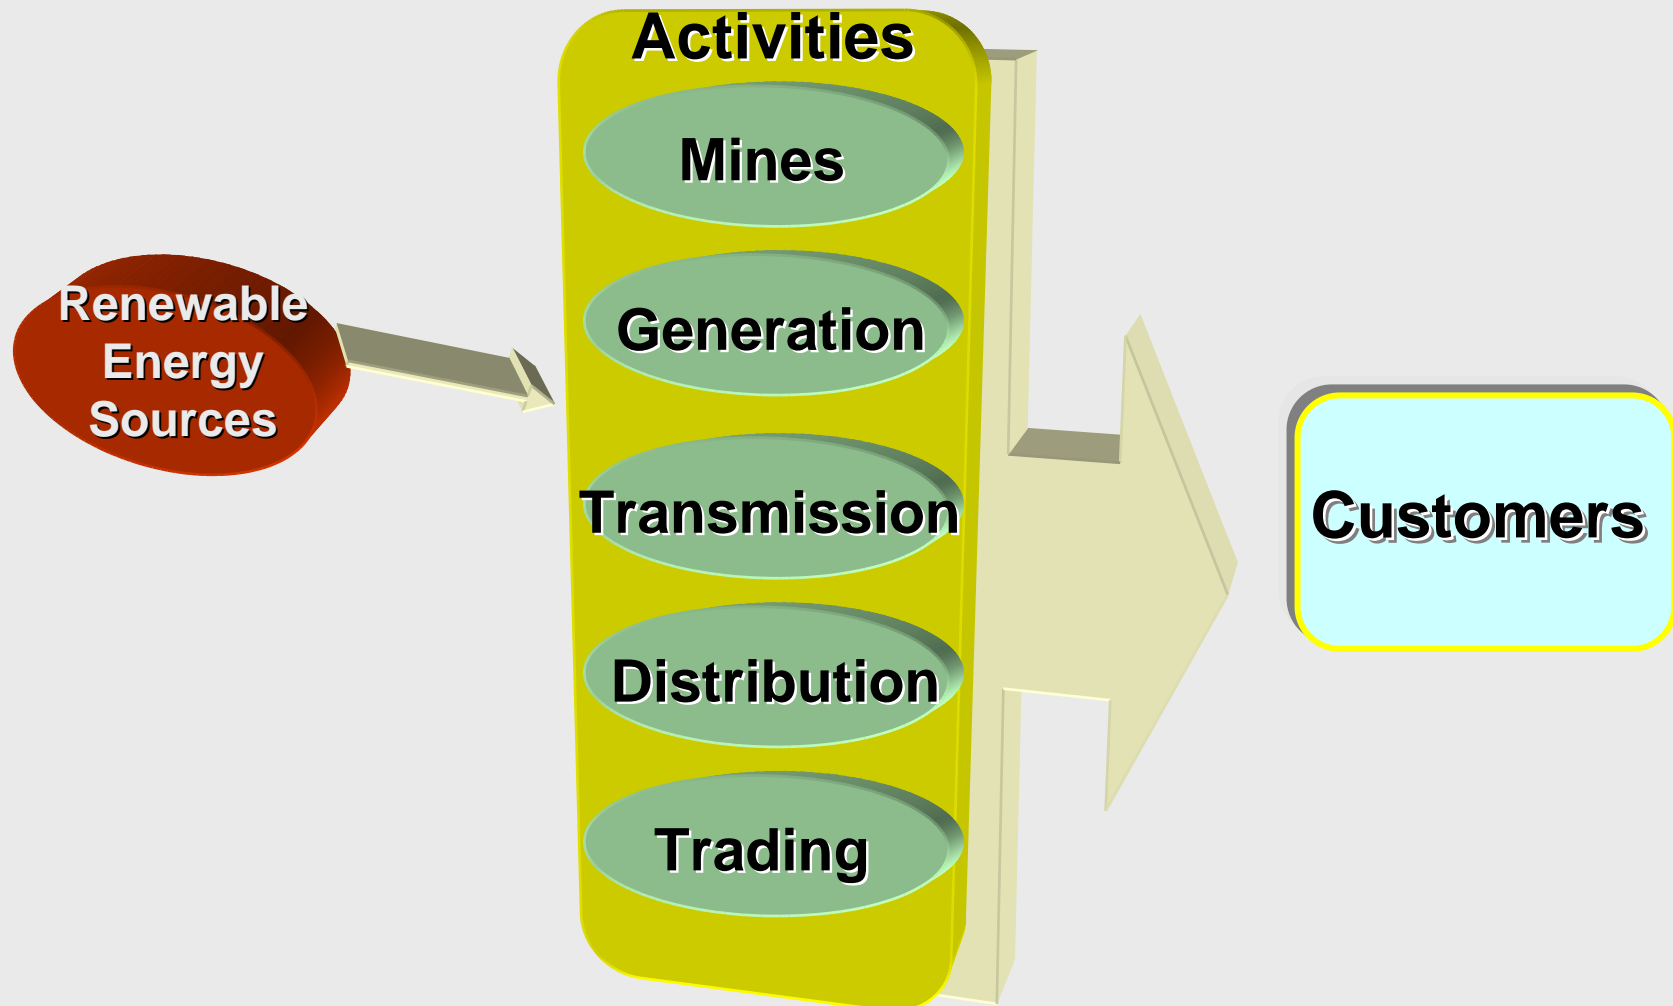 Activities
Mines
Renewable
Energy
Sources
Generation
Transmission
Distribution
Trading
Customers